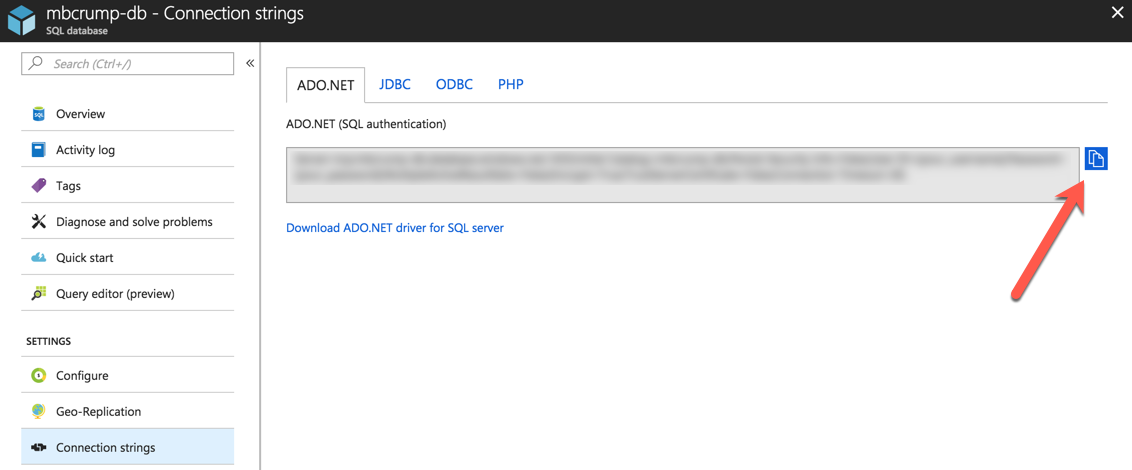 mbcrump-db - Connection strings
SQL database
Search (Ctrl+/)
«
Overview
Activity log
Tags
Diagnose and solve problems
Quick start
Query editor (preview)
SETTINGS
Configure
Geo-Replication
Connection strings
ADO.NET JDBC ODBC PHP
ADO.NET (SQL authentication)
Download ADO.NET driver for SQL server